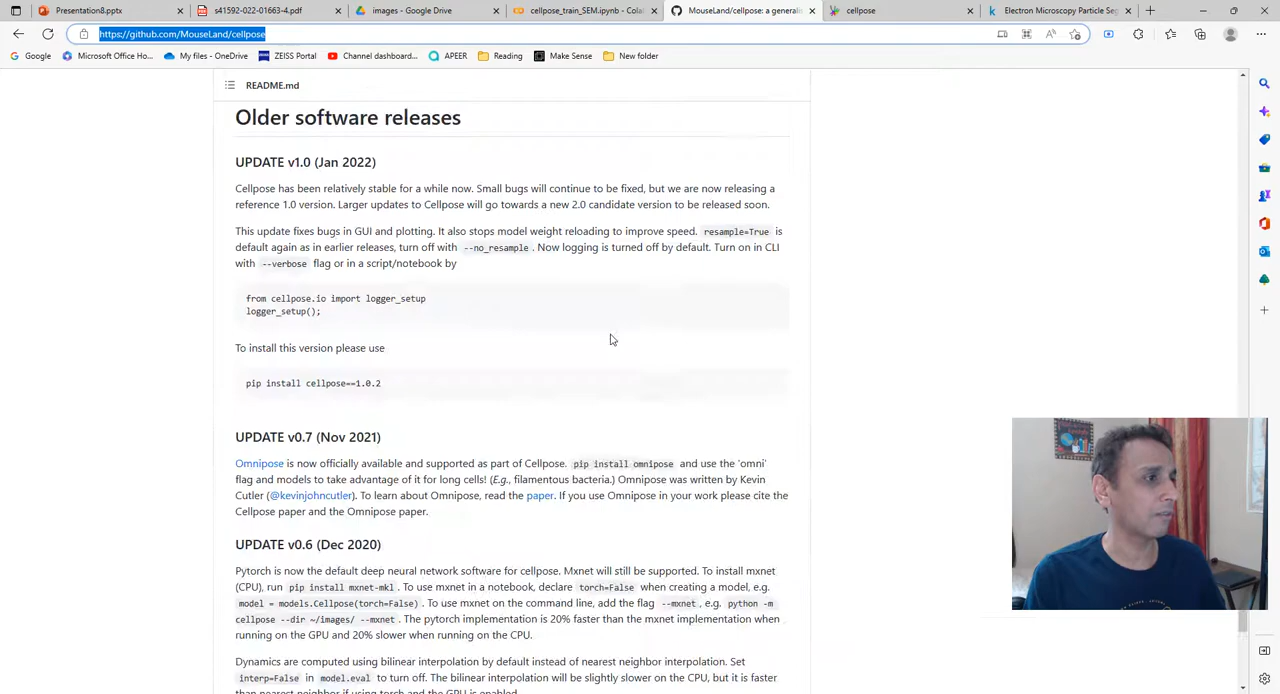 Presentation8.pptx
s41592-022-01663-4.pdf
images - Google Drive
cellpose_train_SEM.ipynb - Colab
MouseLand/cellpose: a generalis
cellpose
Electron Microscopy Particle Seg
https://github.com/MouseLand/cellpose
Google
Microsoft Office Ho...
My files - OneDrive
ZEISS Portal
Channel dashboard...
APEER
Reading
Make Sense
New folder
README.md
Older software releases
UPDATE v1.0 (Jan 2022)
Cellpose has been relatively stable for a while now. Small bugs will continue to be fixed, but we are now releasing a
reference 1.0 version. Larger updates to Cellpose will go towards a new 2.0 candidate version to be released soon.
This update fixes bugs in GUI and plotting. It also stops model weight reloading to improve speed. resample=True is
default again as in earlier releases, turn off with --no_resample. Now logging is turned off by default. Turn on in CLI
with --verbose flag or in a script/notebook by
from cellpose.io import logger_setup
logger_setup();
To install this version please use
pip install cellpose==1.0.2
UPDATE v0.7 (Nov 2021)
Omnipose is now officially available and supported as part of Cellpose. pip install omnipose and use the 'omni'
flag and models to take advantage of it for long cells! (E.g., filamentous bacteria.) Omnipose was written by Kevin
Cutler (@kevinjohncutler). To learn about Omnipose, read the paper. If you use Omnipose in your work please cite the
Cellpose paper and the Omnipose paper.
UPDATE v0.6 (Dec 2020)
Pytorch is now the default deep neural network software for cellpose. Mxnet will still be supported. To install mxnet
(CPU), run pip install mxnet-mkl. To use mxnet in a notebook, declare torch=False when creating a model, e.g.
model = models.Cellpose(torch=False). To use mxnet on the command line, add the flag --mxnet, e.g. python -m
cellpose --dir ~/images/ --mxnet. The pytorch implementation is 20% faster than the mxnet implementation when
running on the GPU and 20% slower when running on the CPU.
Dynamics are computed using bilinear interpolation by default instead of nearest neighbor interpolation. Set
interp=False in model.eval to turn off. The bilinear interpolation will be slightly slower on the CPU, but it is faster
than nearest neighbor if using torch and the GPU is enabled.